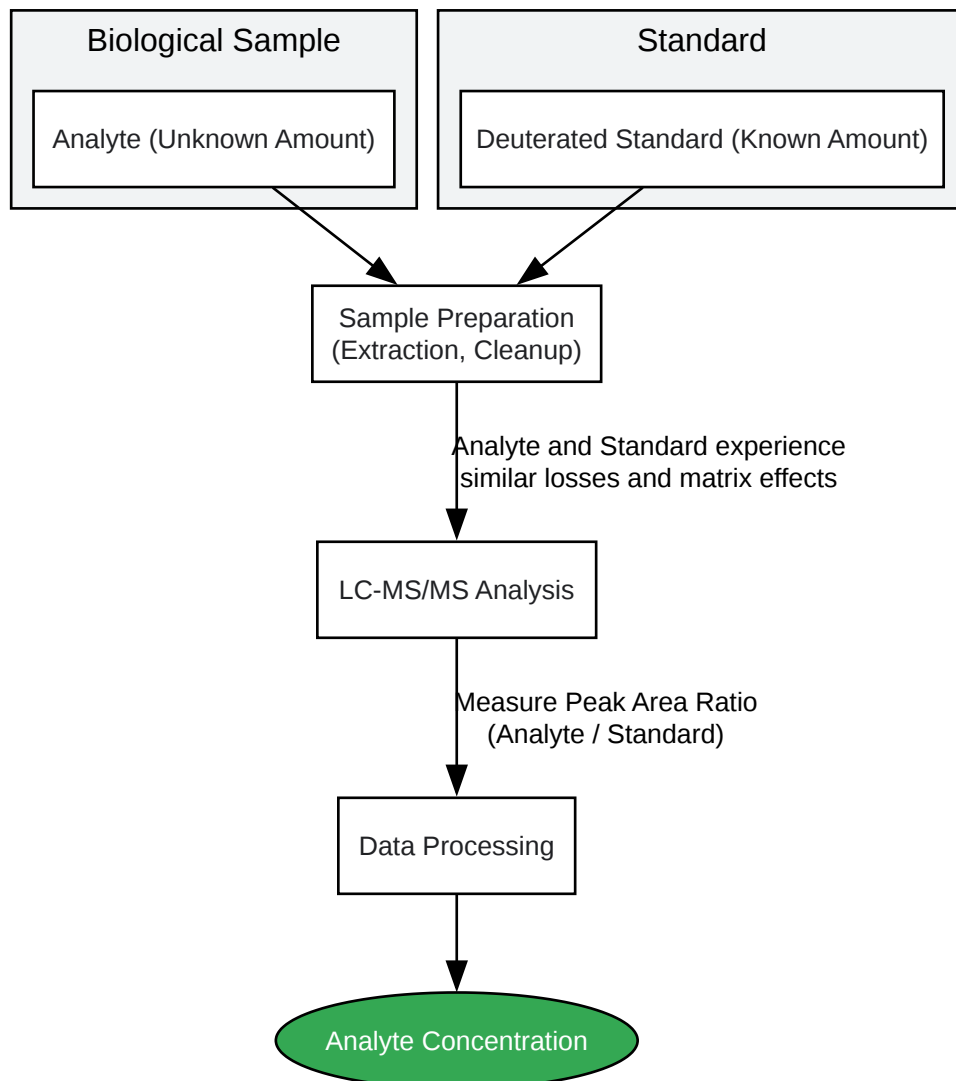 Biological Sample
Standard
Analyte (Unknown Amount)
Deuterated Standard (Known Amount)
Sample Preparation
(Extraction, Cleanup)
Analyte and Standard experience
similar losses and matrix effects
LC-MS/MS Analysis
Measure Peak Area Ratio
(Analyte / Standard)
Data Processing
Analyte Concentration